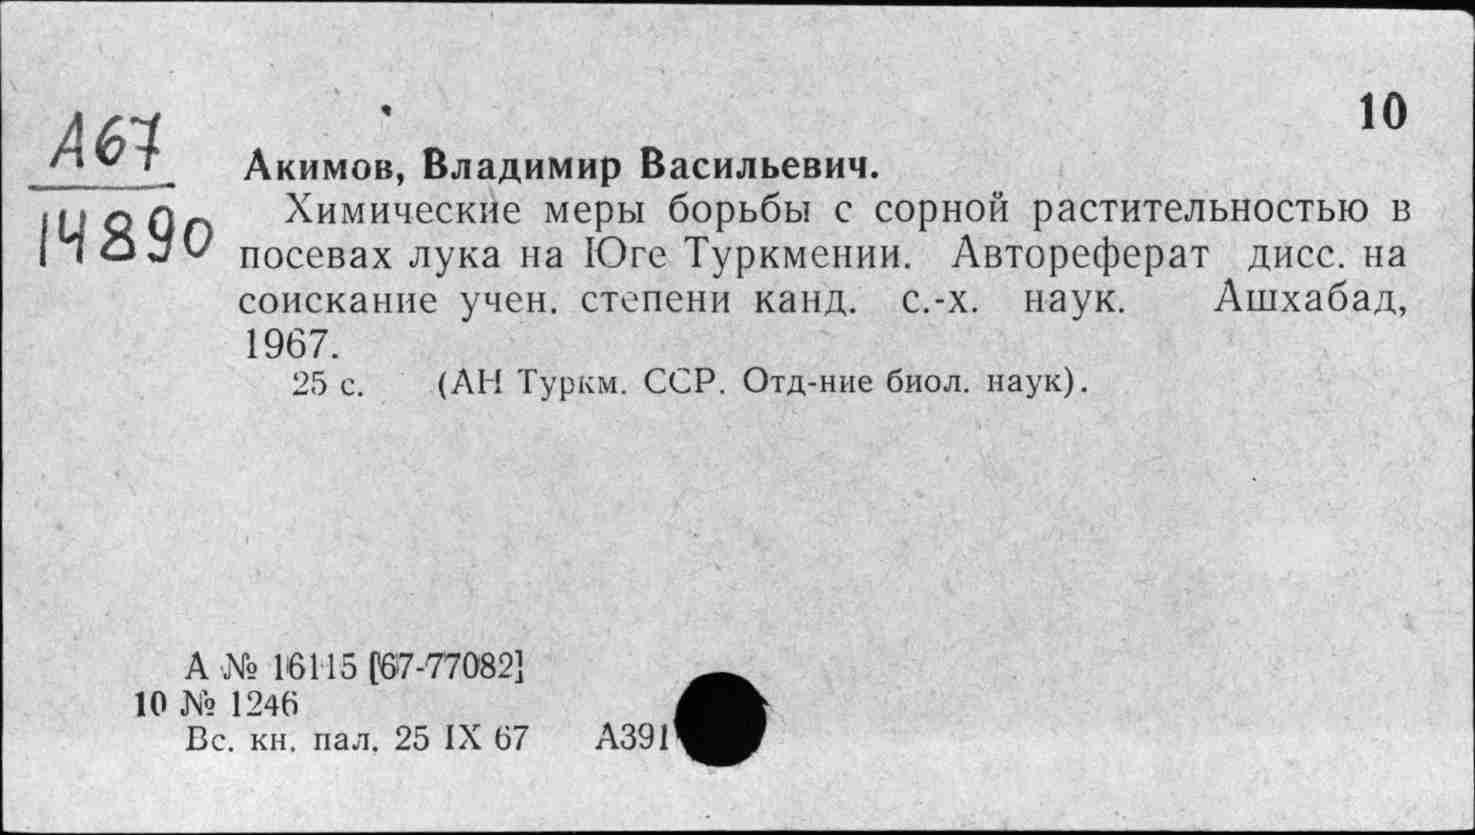 10
А67
14890
Акимов, Владимир Васильевич.
Химические меры борьбы с сорной растительностью в
посевах лука на Юге Туркмении. Автореферат дисс. на
соискание учен. степени канд. с.-х. наук. Ашхабад,
1967.
25 с. (АН Туркм. ССР. Отд-ние биол. наук).
А № 16115 [67-77082]
10 № 1246
Вс. кн. пал. 25 IX 67 А391